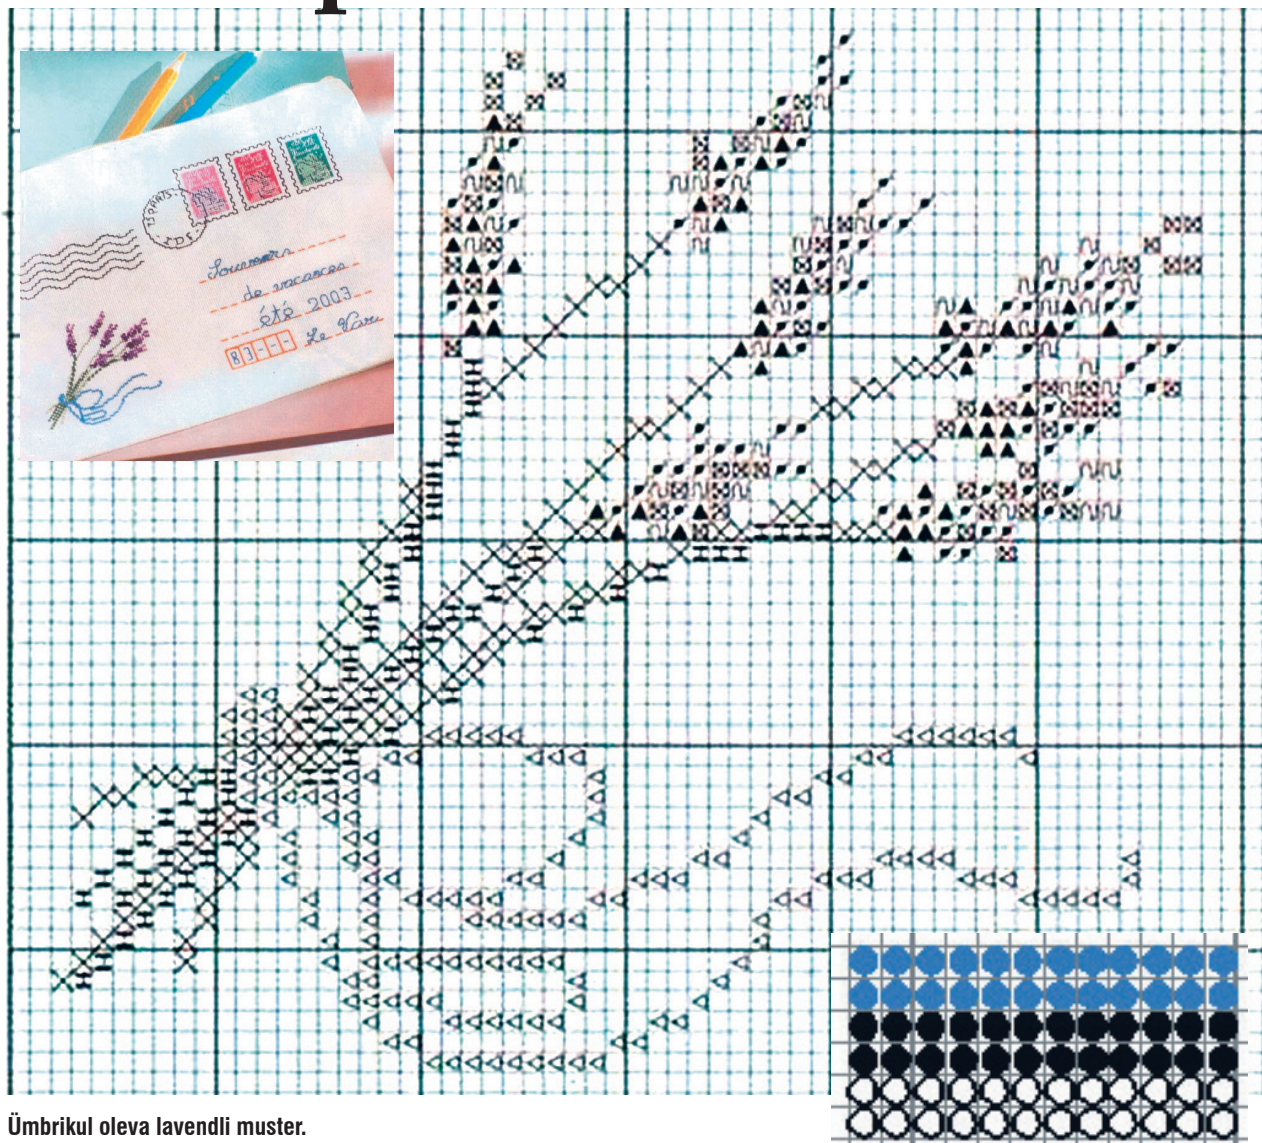 Souvenirs
de vacances
été 2003
83--- Le Var
Ümbrikul oleva lavendli muster.